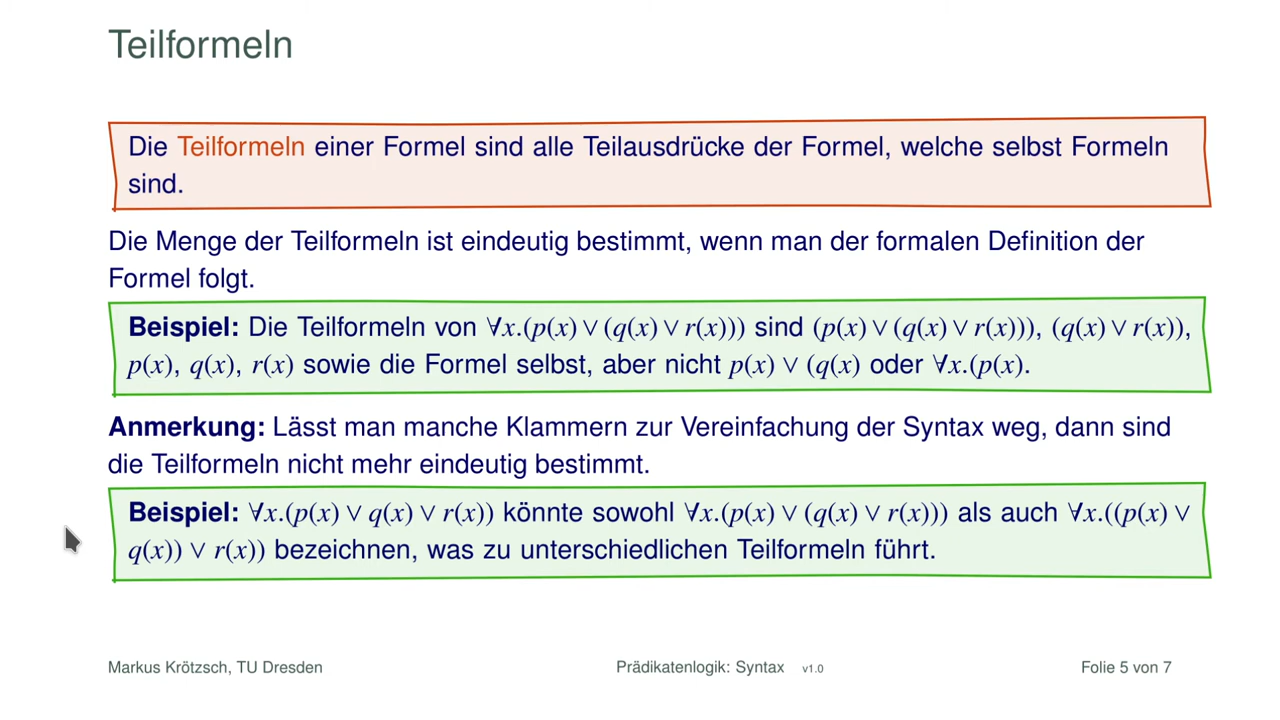 Teilformeln
Die Teilformeln einer Formel sind alle Teilausdrücke der Formel, welche selbst Formeln
sind.
Die Menge der Teilformeln ist eindeutig bestimmt, wenn man der formalen Definition der
Formel folgt.
Beispiel: Die Teilformeln von ∀x.(p(x) ∨ (q(x) ∨ r(x))) sind (p(x) ∨ (q(x) ∨ r(x))), (q(x) ∨ r(x)),
p(x), q(x), r(x) sowie die Formel selbst, aber nicht p(x) ∨ (q(x) oder ∀x.(p(x).
Anmerkung: Lässt man manche Klammern zur Vereinfachung der Syntax weg, dann sind
die Teilformeln nicht mehr eindeutig bestimmt.
Beispiel: ∀x.(p(x) ∨ q(x) ∨ r(x)) könnte sowohl ∀x.(p(x) ∨ (q(x) ∨ r(x))) als auch ∀x.((p(x) ∨
q(x)) ∨ r(x)) bezeichnen, was zu unterschiedlichen Teilformeln führt.
Markus Krötzsch, TU Dresden Prädikatenlogik: Syntax v1.0 Folie 5 von 7